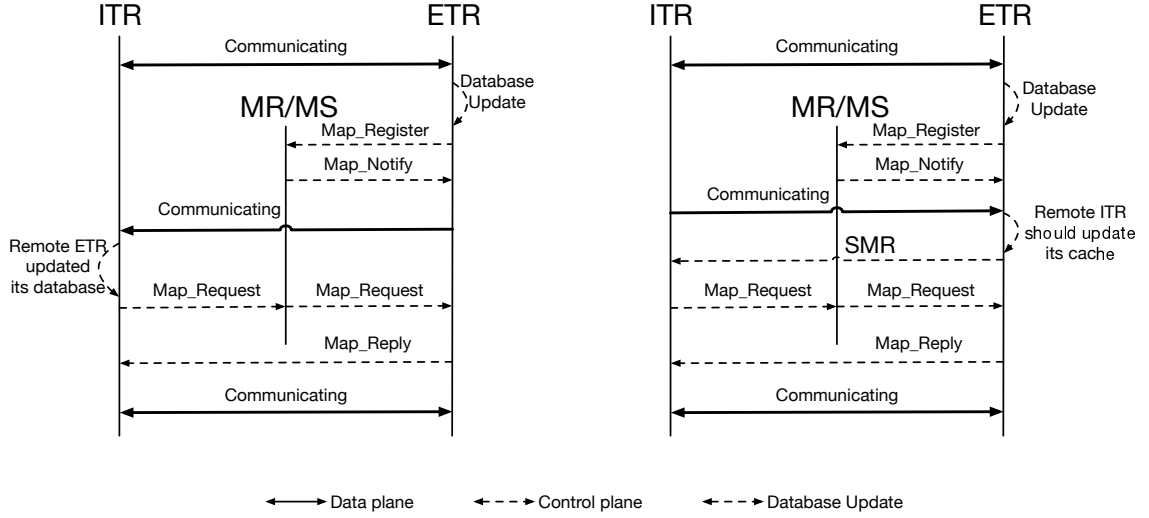 ITR
ETR
Communicating
Database
Update
MR/MS
Map_Register
Map_Notify
Communicating
Remote ETR
updated
its database
Map_Request
Map_Request
Map_Reply
Communicating
ITR
ETR
Communicating
Database
Update
MR/MS
Map_Register
Map_Notify
Communicating
Remote ITR
should update
its cache
SMR
Map_Request
Map_Request
Map_Reply
Communicating
Data plane
Control plane
Database Update